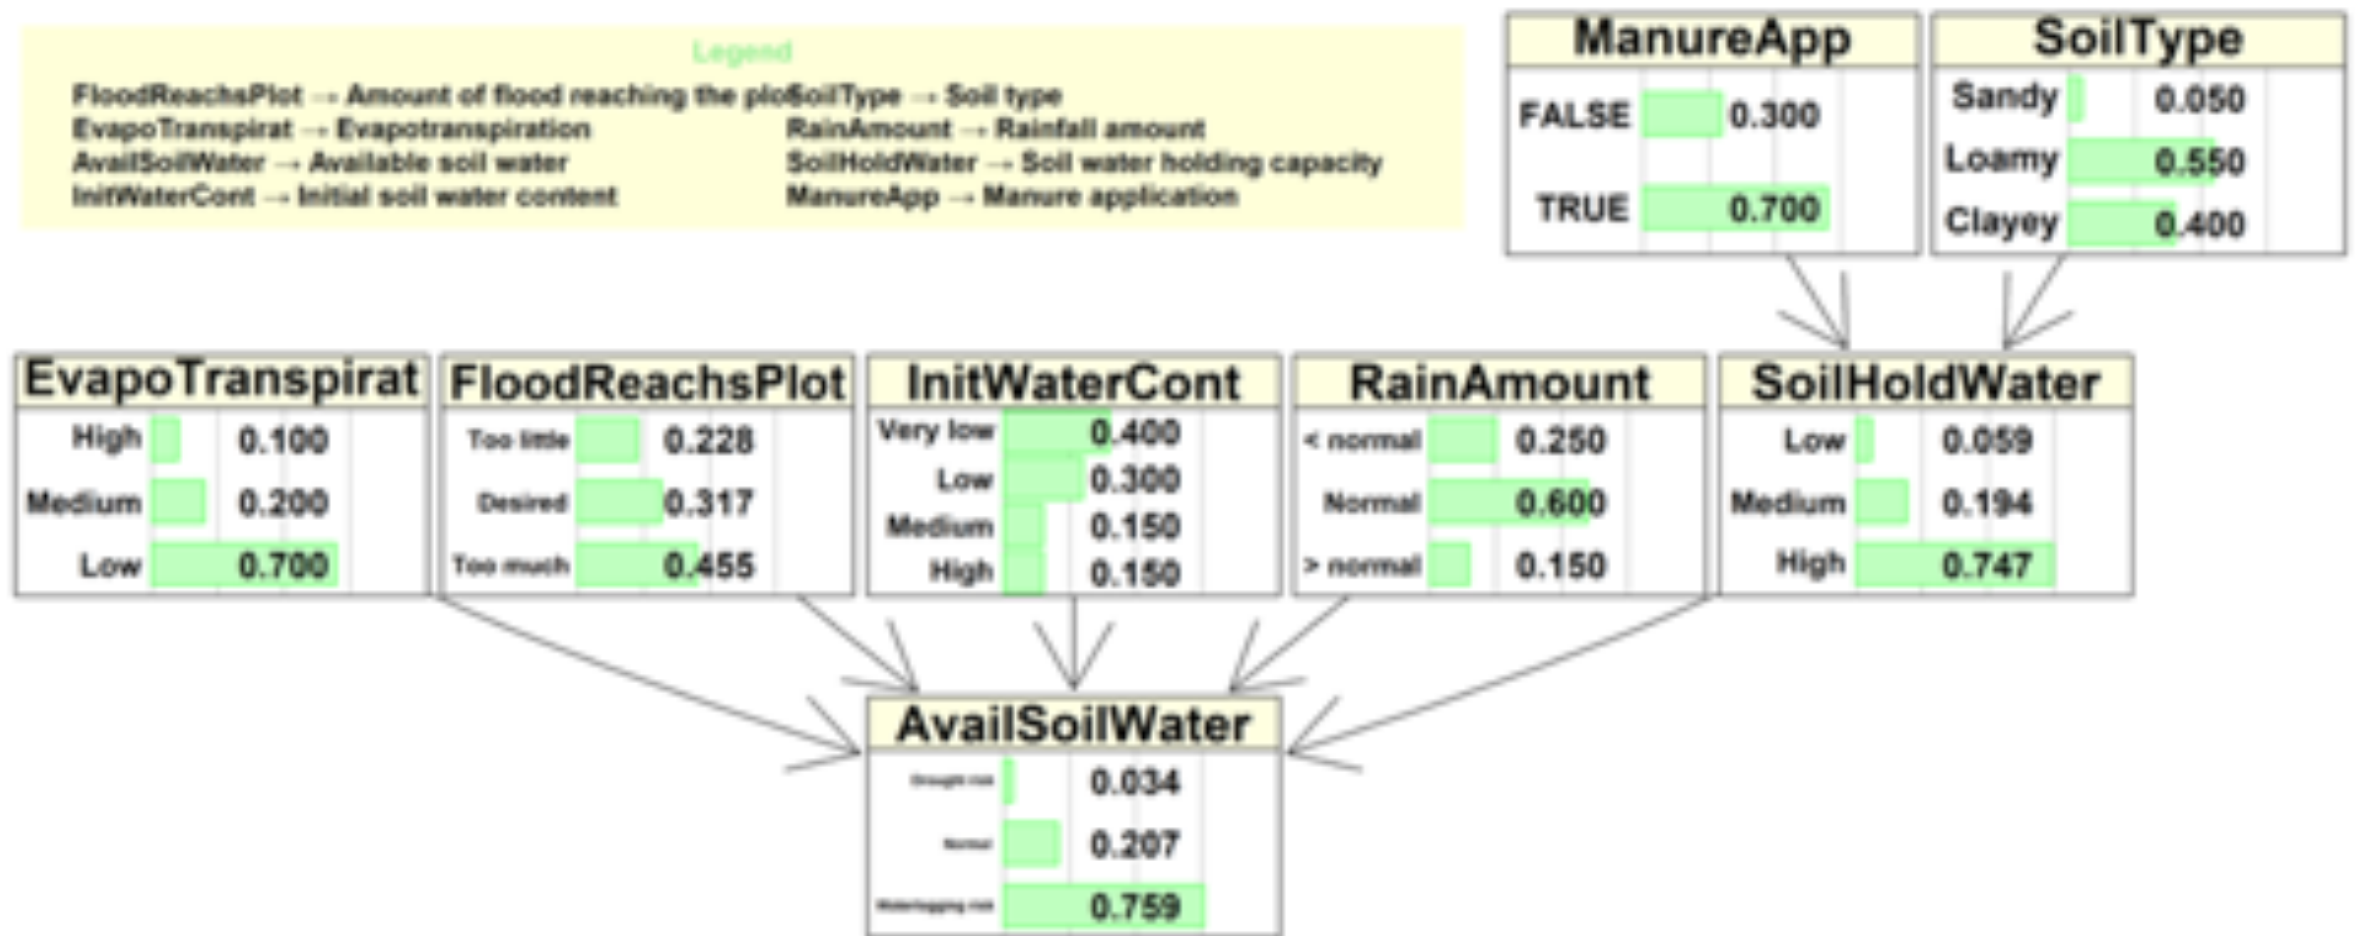 Legend
FloodReachsPlot → Amount of flood reaching the plot
SoilType → Soil type
EvapoTranspirat → Evapotranspiration
RainAmount → Rainfall amount
AvailSoilWater → Available soil water
SoilHoldWater → Soil water holding capacity
InitWaterCont → Initial soil water content
ManureApp → Manure application
ManureApp
FALSE 0.300
TRUE 0.700
SoilType
Sandy 0.050
Loamy 0.550
Clayey 0.400
EvapoTranspirat
High 0.100
Medium 0.200
Low 0.700
FloodReachsPlot
Too little 0.228
Desired 0.317
Too much 0.455
InitWaterCont
Very low 0.400
Low 0.300
Medium 0.150
High 0.150
RainAmount
< normal 0.250
Normal 0.600
> normal 0.150
SoilHoldWater
Low 0.059
Medium 0.194
High 0.747
AvailSoilWater
Drought risk 0.034
Normal 0.207
Waterlogging risk 0.759